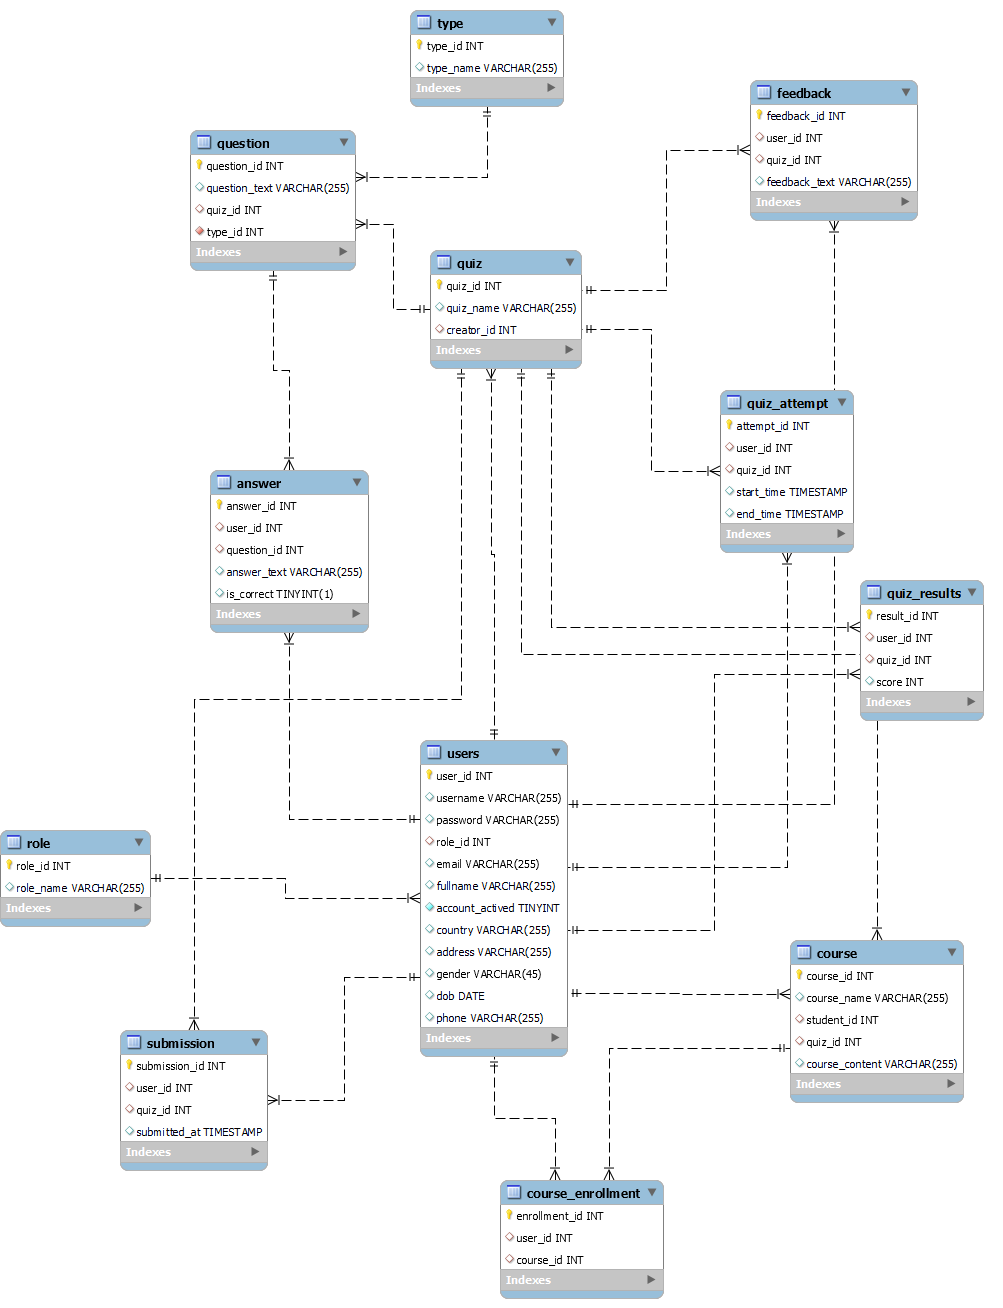 type
type_id INT
type_name VARCHAR(255)
Indexes
feedback
feedback_id INT
user_id INT
quiz_id INT
feedback_text VARCHAR(255)
Indexes
question
question_id INT
question_text VARCHAR(255)
quiz_id INT
type_id INT
Indexes
quiz
quiz_id INT
quiz_name VARCHAR(255)
creator_id INT
Indexes
quiz_attempt
attempt_id INT
user_id INT
quiz_id INT
start_time TIMESTAMP
end_time TIMESTAMP
Indexes
answer
answer_id INT
user_id INT
question_id INT
answer_text VARCHAR(255)
is_correct TINYINT(1)
Indexes
quiz_results
result_id INT
user_id INT
quiz_id INT
score INT
Indexes
users
user_id INT
username VARCHAR(255)
password VARCHAR(255)
role_id INT
email VARCHAR(255)
fullname VARCHAR(255)
account_actived TINYINT
country VARCHAR(255)
address VARCHAR(255)
gender VARCHAR(45)
dob DATE
phone VARCHAR(255)
Indexes
role
role_id INT
role_name VARCHAR(255)
Indexes
course
course_id INT
course_name VARCHAR(255)
student_id INT
quiz_id INT
course_content VARCHAR(255)
Indexes
submission
submission_id INT
user_id INT
quiz_id INT
submitted_at TIMESTAMP
Indexes
course_enrollment
enrollment_id INT
user_id INT
course_id INT
Indexes